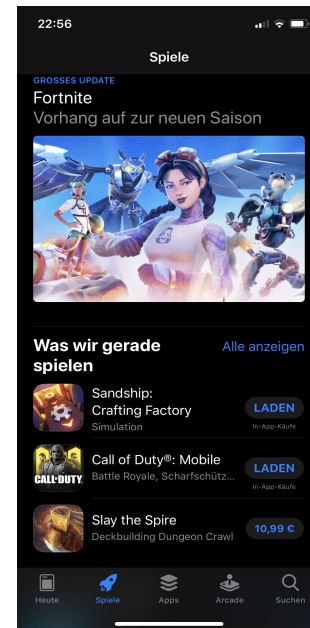 22:56
Spiele
GROSSES UPDATE
Fortnite
Vorhang auf zur neuen Saison
Was wir gerade
spielen
Alle anzeigen
Sandship:
Crafting Factory
Simulation
LADEN
In-App-Käufe
CALL·DUTY
Call of Duty®: Mobile
Battle Royale, Scharfschütz...
LADEN
In-App-Käufe
Slay the Spire
Deckbuilding Dungeon Crawl
10,99 €
Heute
Spiele
Apps
Arcade
Suchen